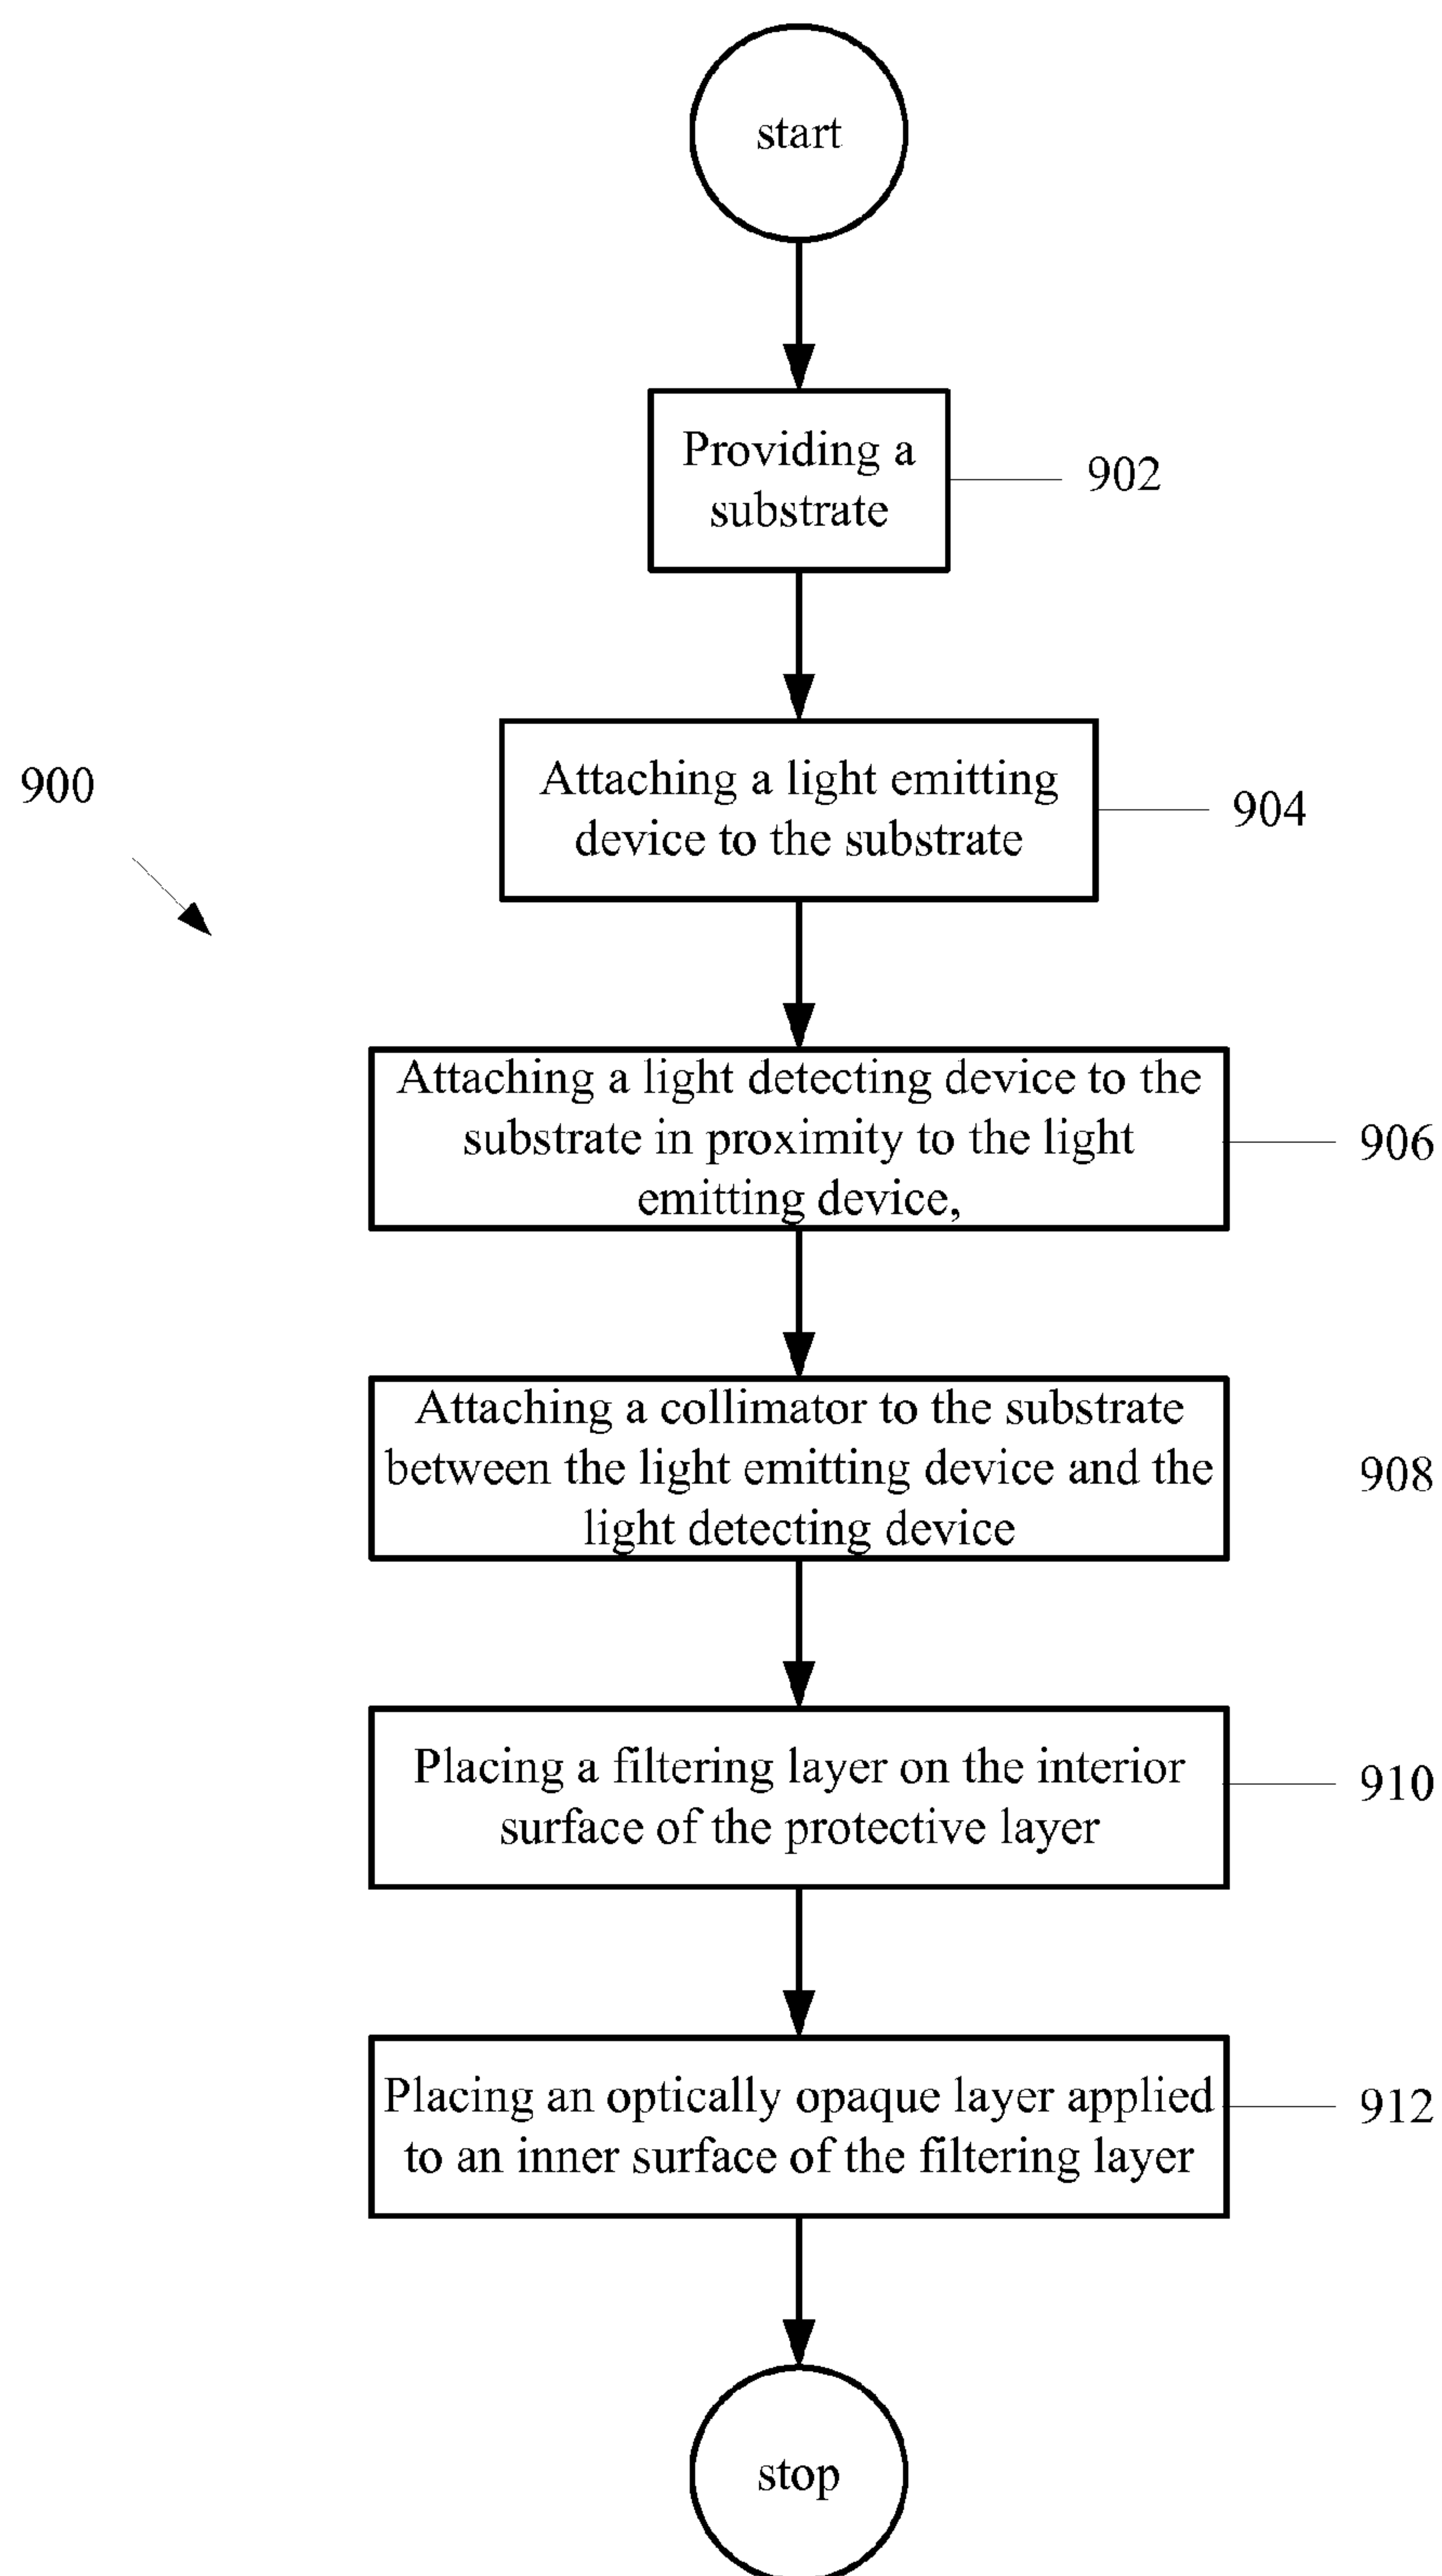 start
Providing a
substrate
902
900
Attaching a light emitting
device to the substrate
904
Attaching a light detecting device to the
substrate in proximity to the light
emitting device,
906
Attaching a collimator to the substrate
between the light emitting device and the
light detecting device
908
Placing a filtering layer on the interior
surface of the protective layer
910
Placing an optically opaque layer applied
to an inner surface of the filtering layer
912
stop